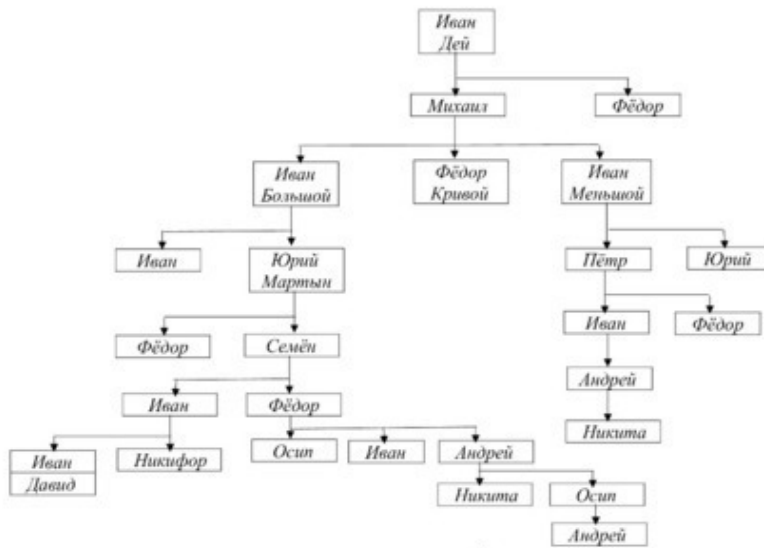 Иван
Дей
Михаил
Фёдор
Иван
Большой
Фёдор
Кривой
Иван
Меньшой
Иван
Юрий
Мартын
Пётр
Юрий
Иван
Фёдор
Фёдор
Семён
Андрей
Иван
Фёдор
Никита
Иван
Давид
Никифор
Осип
Иван
Андрей
Никита
Осип
Андрей